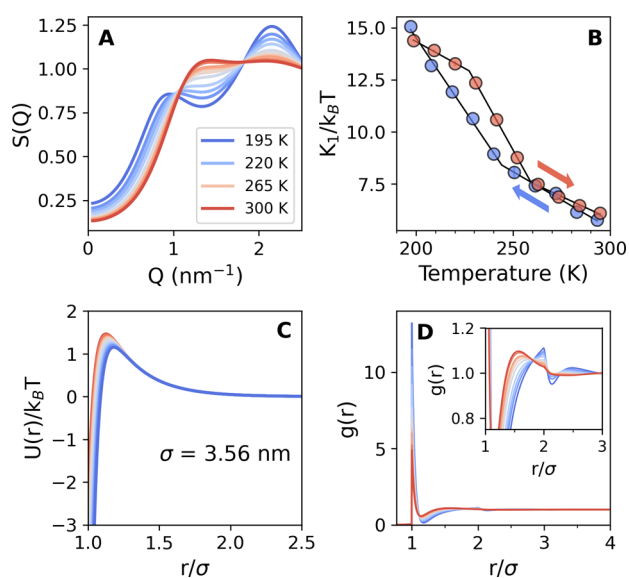 A
S(Q)
1.25
1.00
0.75
0.50
0.25
195 K
220 K
265 K
300 K
0 1 2
Q (nm⁻¹)
B
K₁/k_BT
15.0
12.5
10.0
7.5
200 250 300
Temperature (K)
C
U(r)/k_BT
2
1
0
−1
−2
−3
σ = 3.56 nm
1.0 1.5 2.0 2.5
r/σ
D
g(r)
10
5
0
1 2 3 4
r/σ
g(r)
1.2
1.0
0.8
1 2 3
r/σ